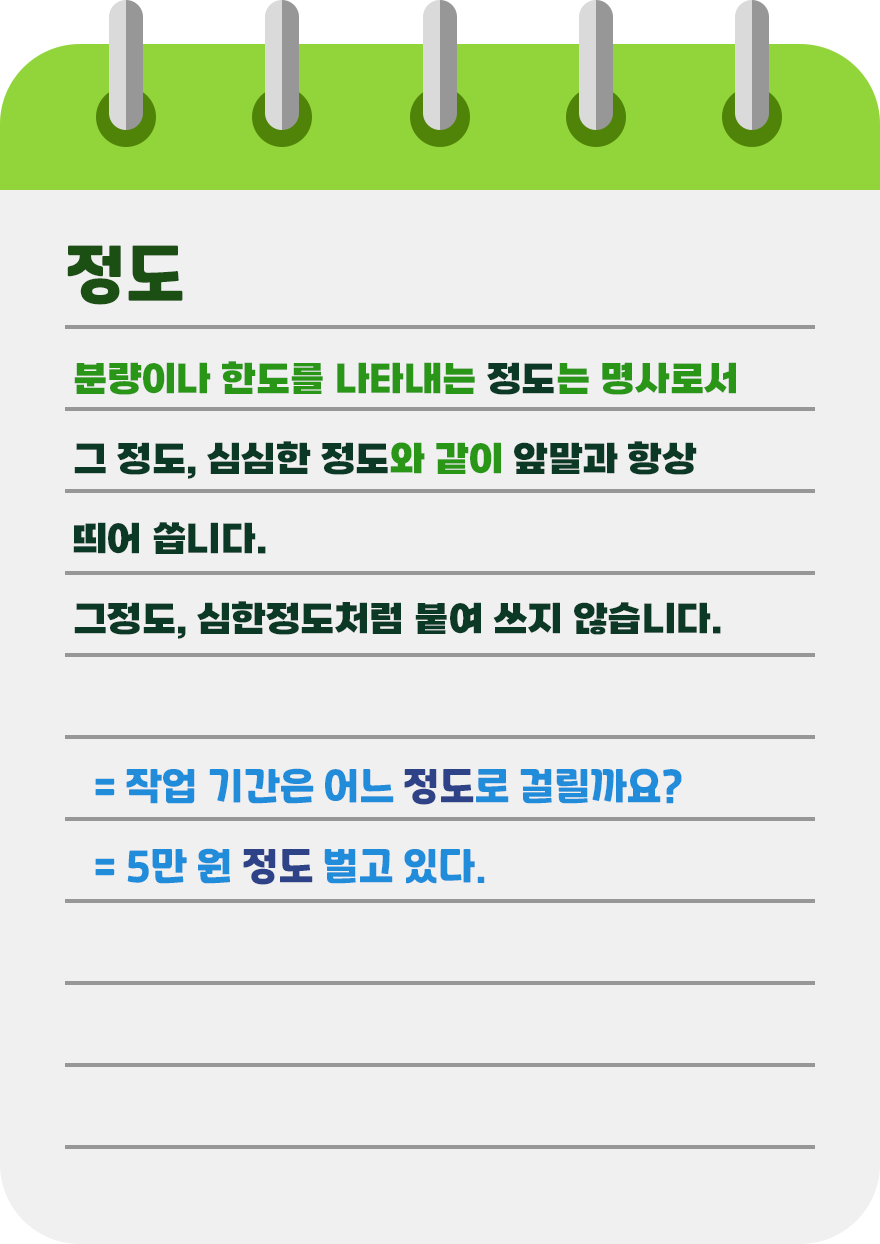 정도
분량이나 한도를 나타내는 정도는 명사로서
그 정도, 심심한 정도와 같이 앞말과 항상
띄어 씁니다.
그정도, 심한정도처럼 붙여 쓰지 않습니다.
= 작업 기간은 어느 정도로 걸릴까요?
= 5만 원 정도 벌고 있다.